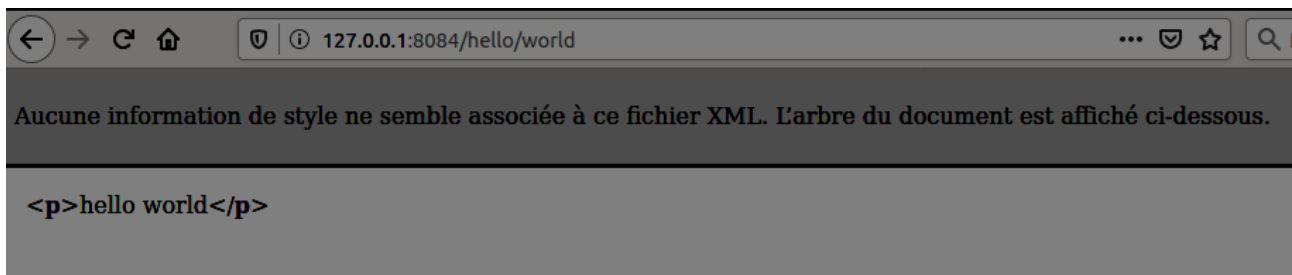 127.0.0.1:8084/hello/world
Aucune information de style ne semble associée à ce fichier XML. L'arbre du document est affiché ci-dessous.
<p>hello world</p>